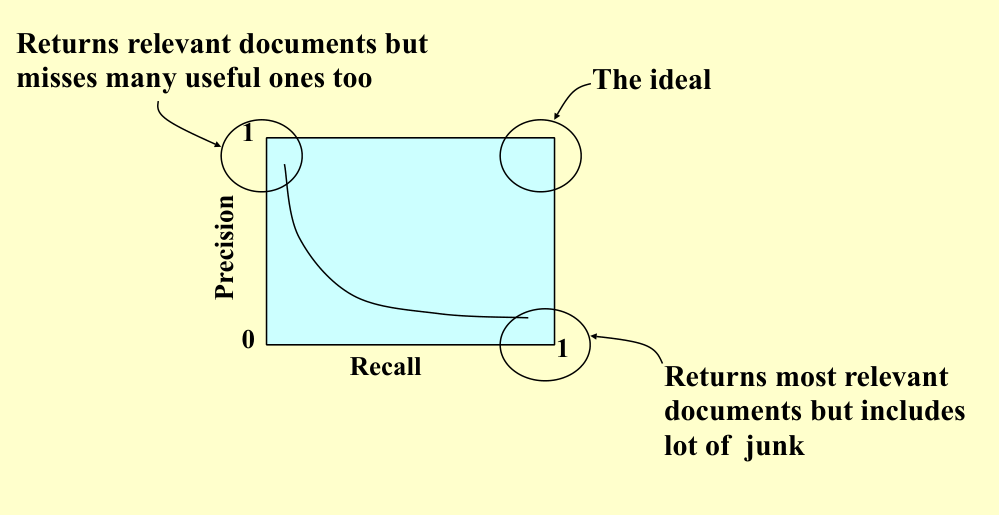 Returns relevant documents but
misses many useful ones too
The ideal
1
Precision
0
Recall
1
Returns most relevant
documents but includes
lot of  junk